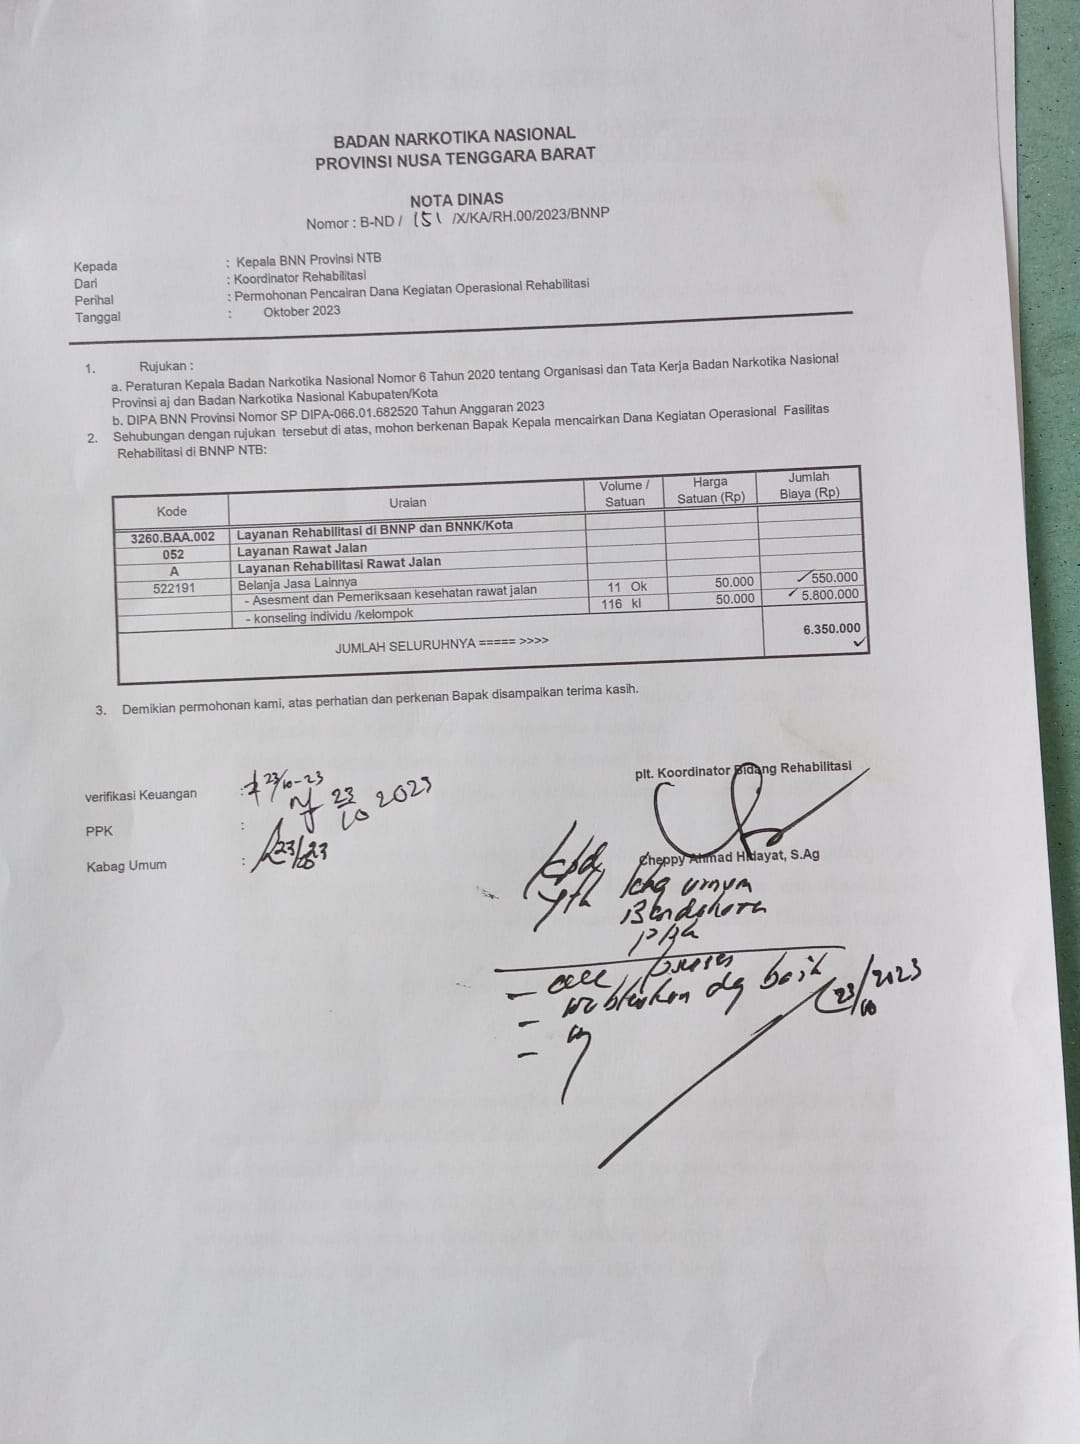 BADAN NARKOTIKA NASIONAL
PROVINSI NUSA TENGGARA BARAT
NOTA DINAS
Nomor : B-ND / 151 /X/KA/RH.00/2023/BNNP
Kepada : Kepala BNN Provinsi NTB
Dari : Koordinator Rehabilitasi
Perihal : Permohonan Pencairan Dana Kegiatan Operasional Rehabilitasi
Tanggal : Oktober 2023
1. Rujukan :
a. Peraturan Kepala Badan Narkotika Nasional Nomor 6 Tahun 2020 tentang Organisasi dan Tata Kerja Badan Narkotika Nasional
Provinsi aj dan Badan Narkotika Nasional Kabupaten/Kota
b. DIPA BNN Provinsi Nomor SP DIPA-066.01.682520 Tahun Anggaran 2023
2. Sehubungan dengan rujukan tersebut di atas, mohon berkenan Bapak Kepala mencairkan Dana Kegiatan Operasional Fasilitas
Rehabilitasi di BNNP NTB:
Kode Uraian Volume / Satuan Harga Satuan (Rp) Jumlah Biaya (Rp)
3260.BAA.002 Layanan Rehabilitasi di BNNP dan BNNK/Kota
052 Layanan Rawat Jalan
A Layanan Rehabilitasi Rawat Jalan
522191 Belanja Jasa Lainnya
- Asesment dan Pemeriksaan kesehatan rawat jalan 11 Ok 50.000 550.000
- konseling individu /kelompok 116 kl 50.000 5.800.000
JUMLAH SELURUHNYA ===== >>>> 6.350.000
3. Demikian permohonan kami, atas perhatian dan perkenan Bapak disampaikan terima kasih.
plt. Koordinator Bidang Rehabilitasi
verifikasi Keuangan : 23/10-23
PPK : 23/10 2023
Kabag Umum : 23/10 23
Cheppy Ahmad Hidayat, S.Ag
Kpd
Yth Kbg umum
Bendahara
PPK
- acc proses
- dg baik
23/10/2023